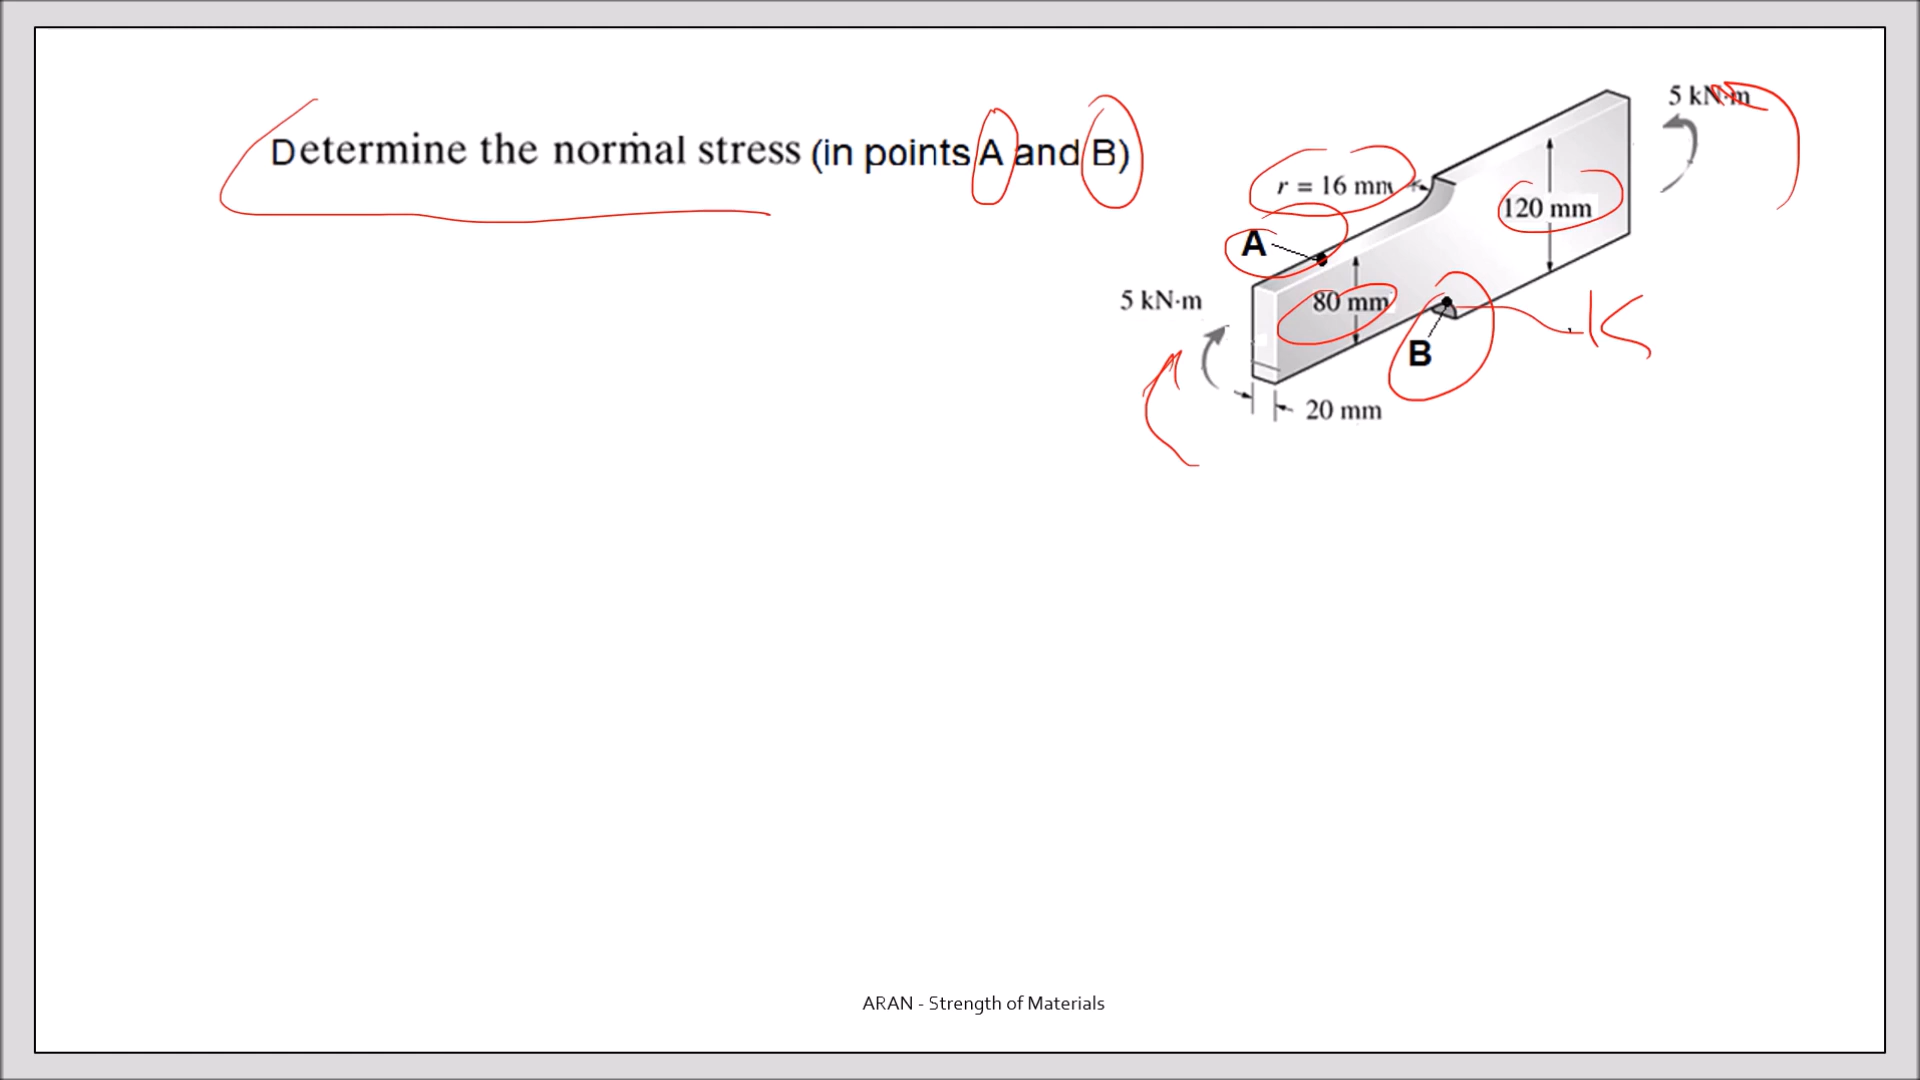 Determine the normal stress (in points A and B)
5 kN·m
r = 16 mm
120 mm
A
80 mm
5 kN·m
K
B
20 mm
ARAN - Strength of Materials